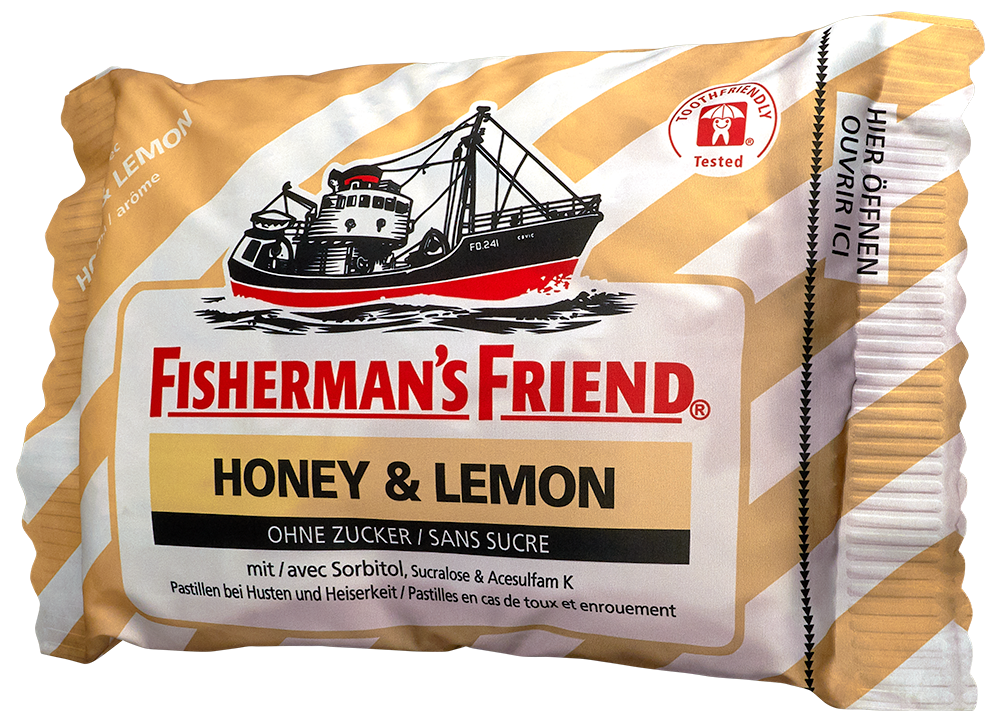 & LEMON
arôme
TOOTHFRIENDLY
®
Tested
HIER ÖFFNEN
OUVRIR ICI
FD.241
FISHERMAN'S FRIEND®
HONEY & LEMON
OHNE ZUCKER / SANS SUCRE
mit / avec Sorbitol, Sucralose & Acesulfam K
Pastillen bei Husten und Heiserkeit / Pastilles en cas de toux et enrouement